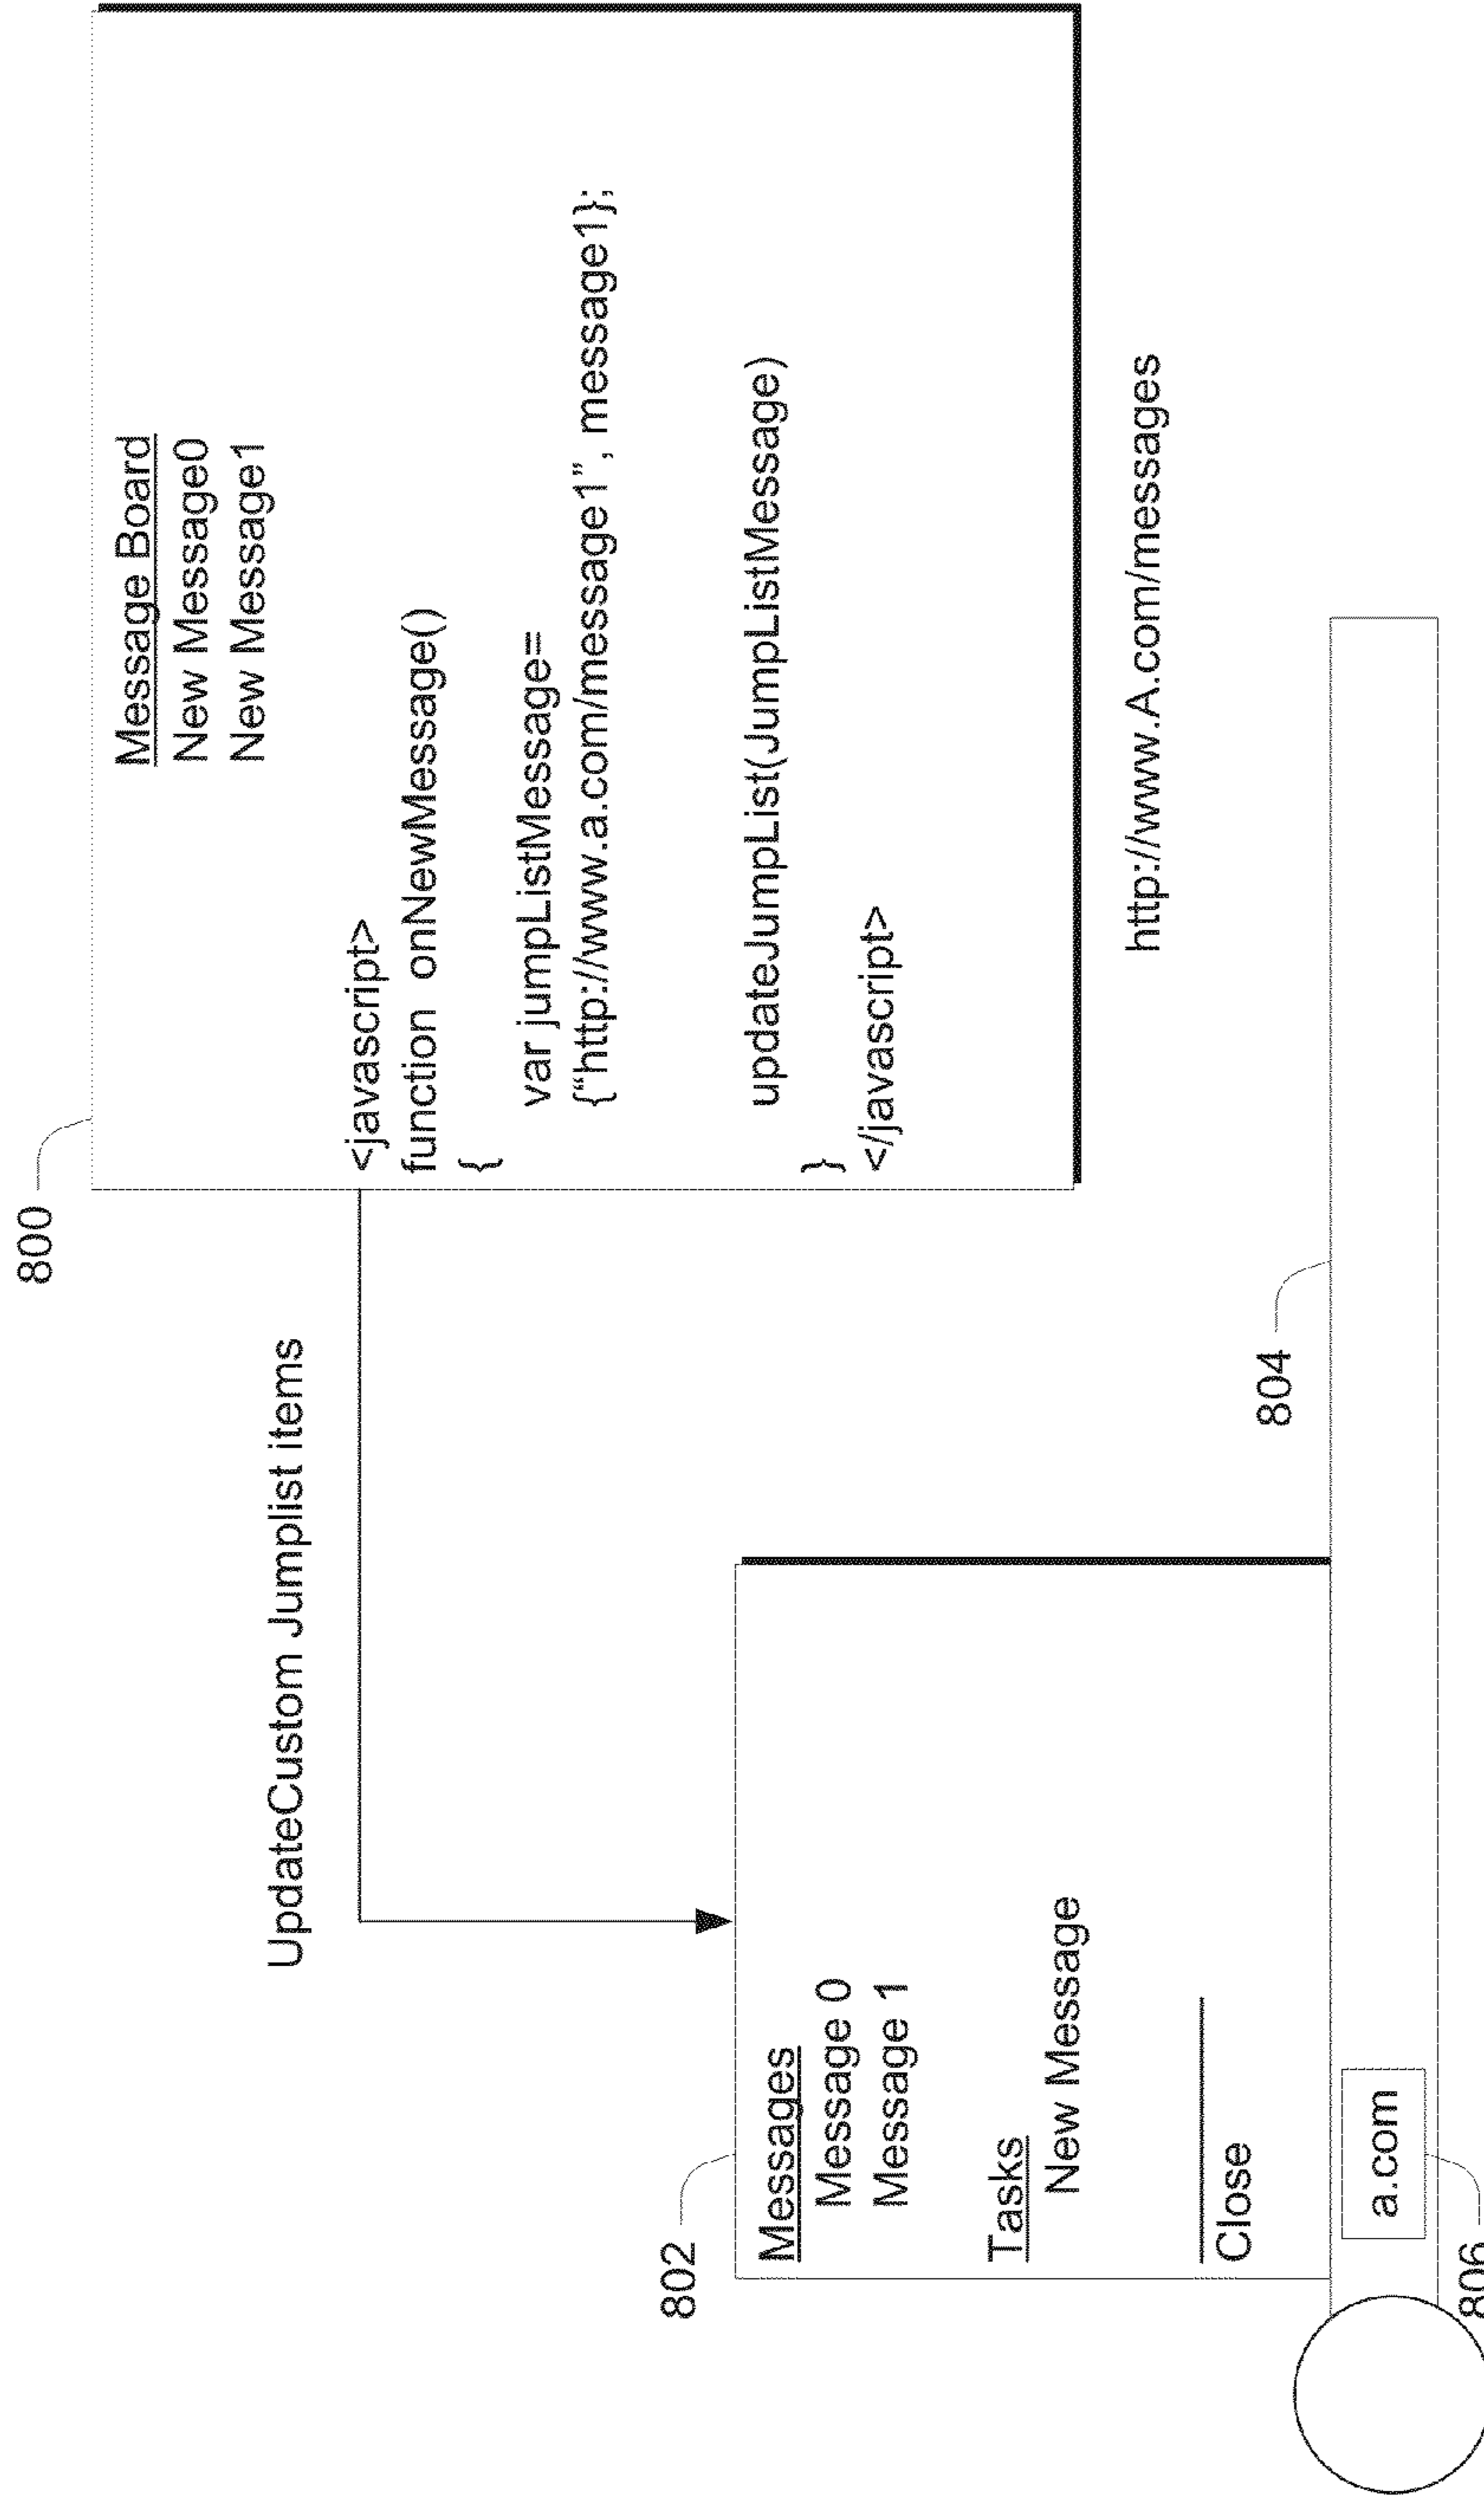 800
Message Board
New Message0
New Message1
<javascript>
function onNewMessage()
{
var jumpListMessage=
{“http://www.a.com/message1”, message1};
updateJumpList(JumpListMessage)
}
</javascript>
http://www.A.com/messages
UpdateCustom Jumplist items
802
Messages
Message 0
Message 1
Tasks
New Message
Close
804
a.com
806